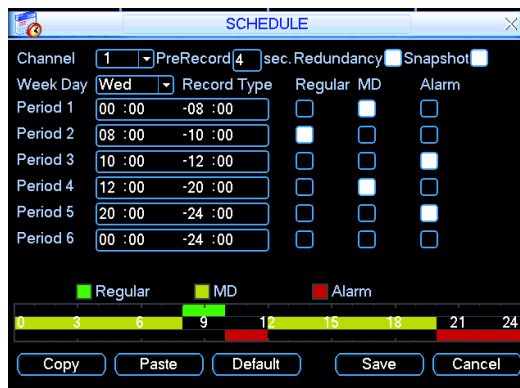 SCHEDULE
Channel 1 PreRecord 4 sec. Redundancy Snapshot
Week Day Wed Record Type Regular MD Alarm
Period 1 00 :00 -08 :00
Period 2 08 :00 -10 :00
Period 3 10 :00 -12 :00
Period 4 12 :00 -20 :00
Period 5 20 :00 -24 :00
Period 6 00 :00 -24 :00
Regular MD Alarm
0 3 6 9 12 15 18 21 24
Copy Paste Default Save Cancel